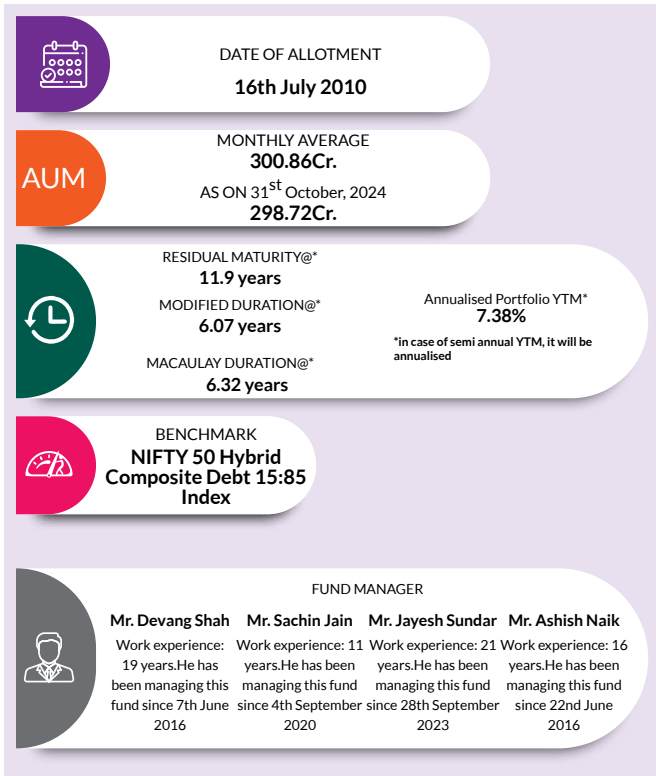 DATE OF ALLOTMENT
16th July 2010
AUM
MONTHLY AVERAGE
300.86Cr.
AS ON 31st October, 2024
298.72Cr.
RESIDUAL MATURITY@*
11.9 years
MODIFIED DURATION@*
6.07 years
MACAULAY DURATION@*
6.32 years
Annualised Portfolio YTM*
7.38%
*in case of semi annual YTM, it will be
annualised
BENCHMARK
NIFTY 50 Hybrid
Composite Debt 15:85
Index
FUND MANAGER
Mr. Devang Shah
Work experience:
19 years.He has
been managing this
fund since 7th June
2016
Mr. Sachin Jain
Work experience: 11
years.He has been
managing this fund
since 4th September
2020
Mr. Jayesh Sundar
Work experience: 21
years.He has been
managing this fund
since 28th September
2023
Mr. Ashish Naik
Work experience: 16
years.He has been
managing this fund
since 22nd June
2016